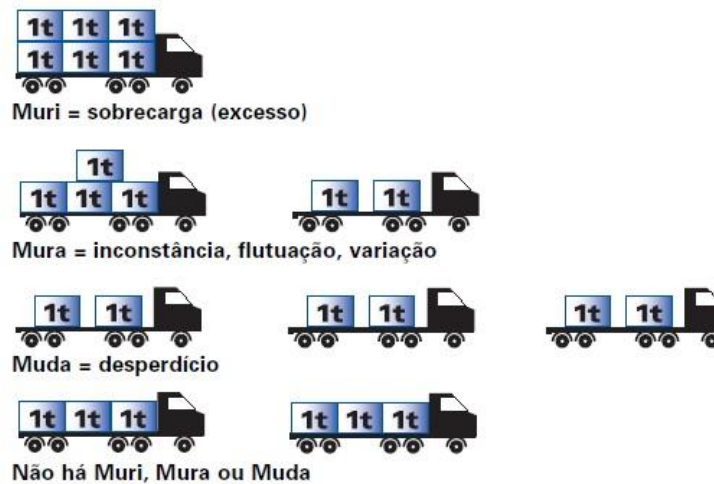 1t 1t 1t
1t 1t 1t
Muri = sobrecarga (excesso)
1t
1t 1t 1t 1t 1t
Mura = inconstância, flutuação, variação
1t 1t 1t 1t 1t 1t
Muda = desperdício
1t 1t 1t 1t 1t 1t
Não há Muri, Mura ou Muda